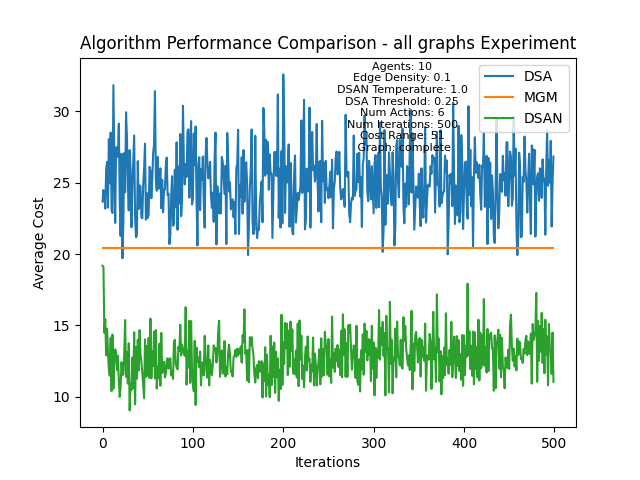 Algorithm Performance Comparison - all graphs Experiment
Agents: 10
Edge Density: 0.1
DSAN Temperature: 1.0
DSA Threshold: 0.25
Num Actions: 6
Num Iterations: 500
Cost Range: 51
Graph: complete
DSA
MGM
DSAN
Average Cost
30
25
20
15
10
0
100
200
300
400
500
Iterations